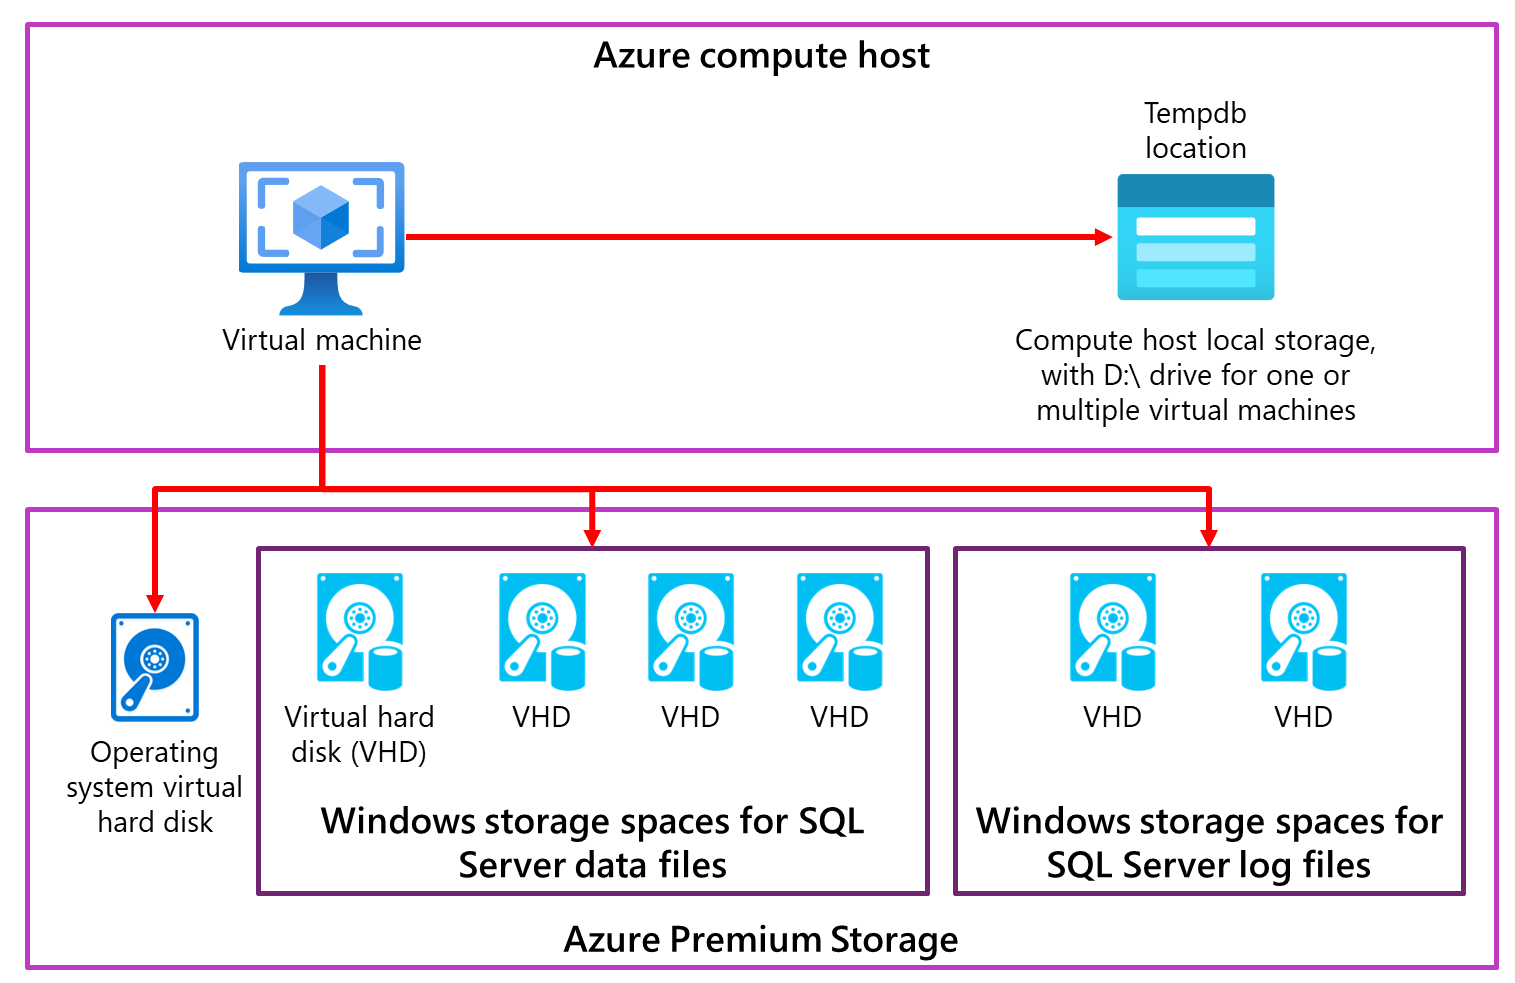 Azure compute host
Tempdb
location
Virtual machine
Compute host local storage,
with D:\ drive for one or
multiple virtual machines
Operating
system virtual
hard disk
Virtual hard
disk (VHD)
VHD
VHD
VHD
Windows storage spaces for SQL
Server data files
VHD
VHD
Windows storage spaces for
SQL Server log files
Azure Premium Storage